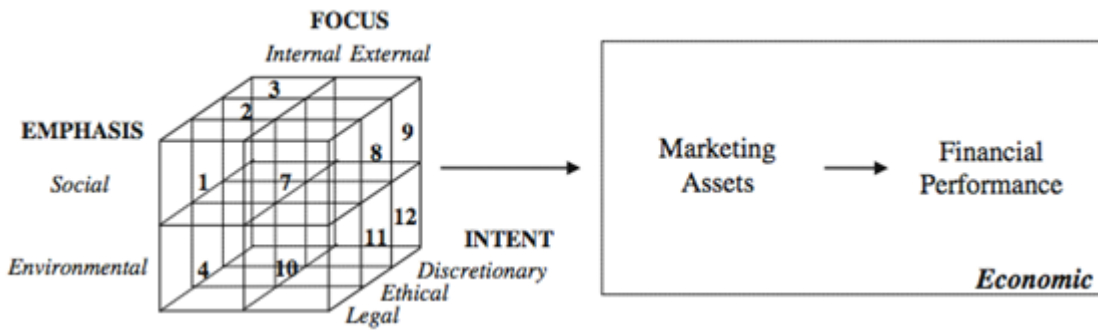 FOCUS
Internal External
3
2
EMPHASIS
9
8
Social
1
7
Marketing
Assets
Financial
Performance
12
11
INTENT
Environmental
4
10
Discretionary
Ethical
Legal
Economic